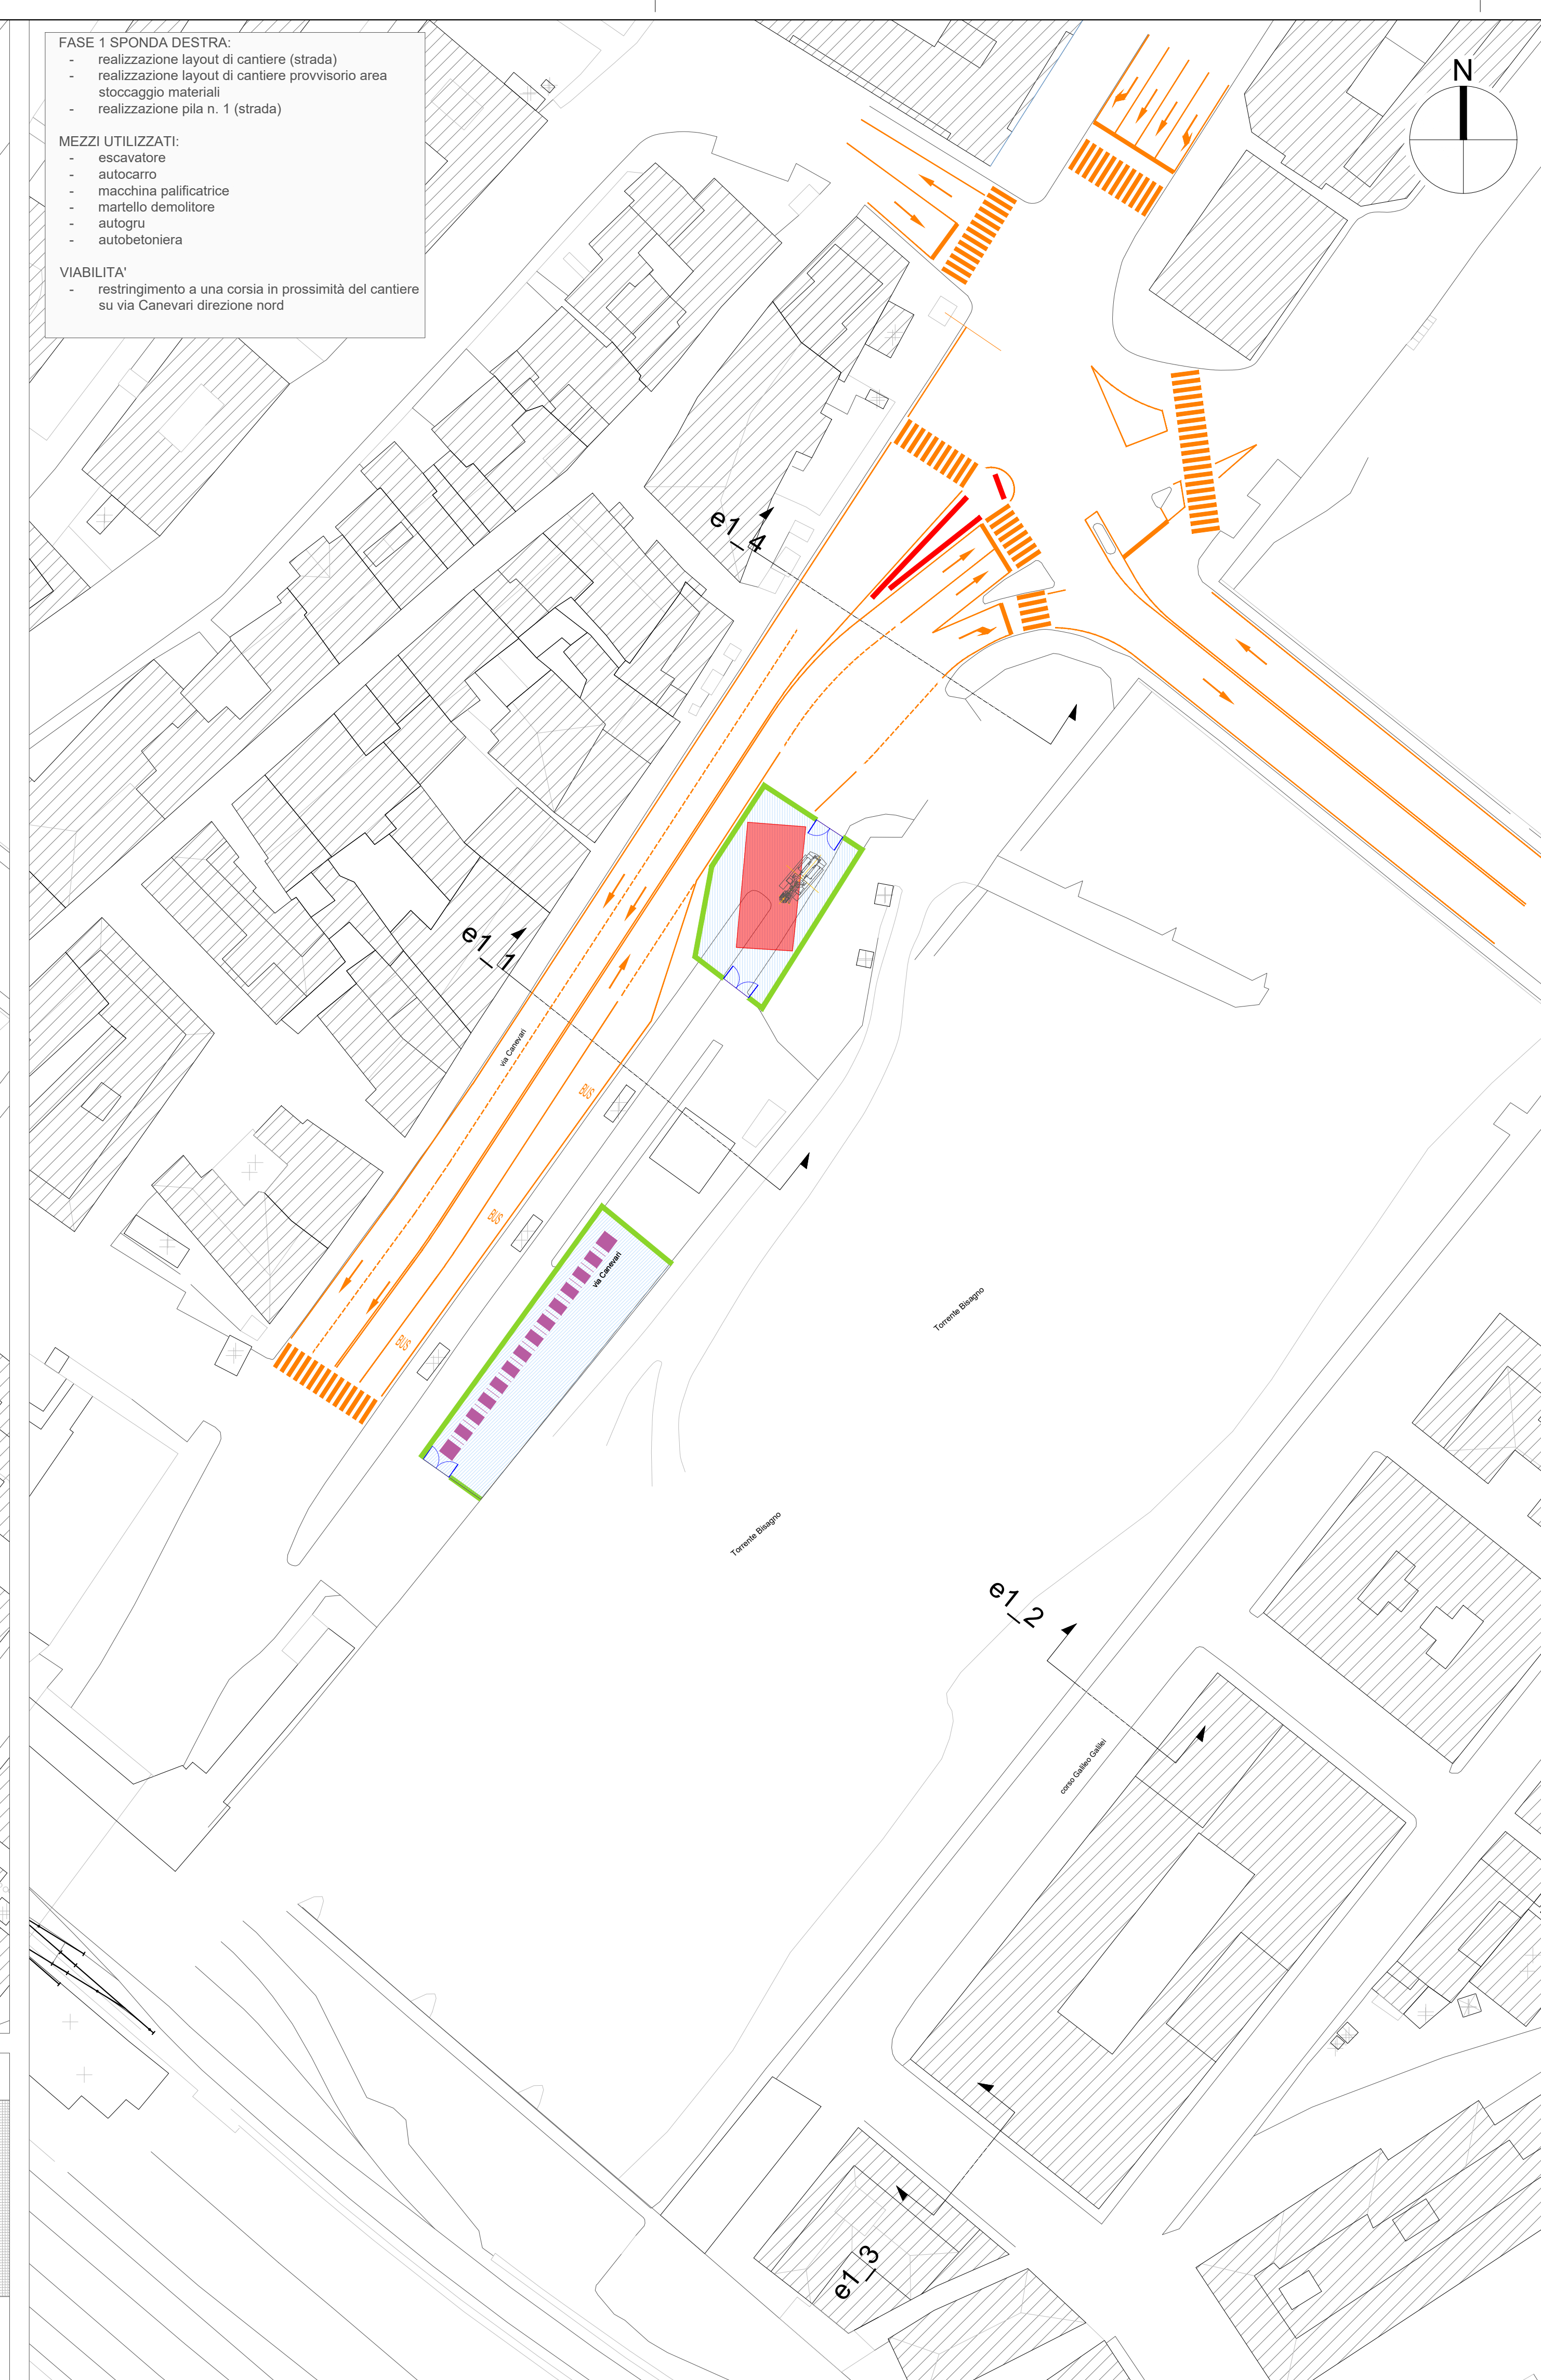 FASE 1 SPONDA DESTRA:
- realizzazione layout di cantiere (strada)
- realizzazione layout di cantiere provvisorio area
stoccaggio materiali
- realizzazione pila n. 1 (strada)
MEZZI UTILIZZATI:
- escavatore
- autocarro
- macchina palificatrice
- martello demolitore
- autogru
- autobetoniera
VIABILITA'
- restringimento a una corsia in prossimità del cantiere
su via Canevari direzione nord
N
e1_4
e1_1
via Canevari
BUS
BUS
via Canevari
BUS
Torrente Bisagno
Torrente Bisagno
e1_2
corso Galileo Galilei
e1_3